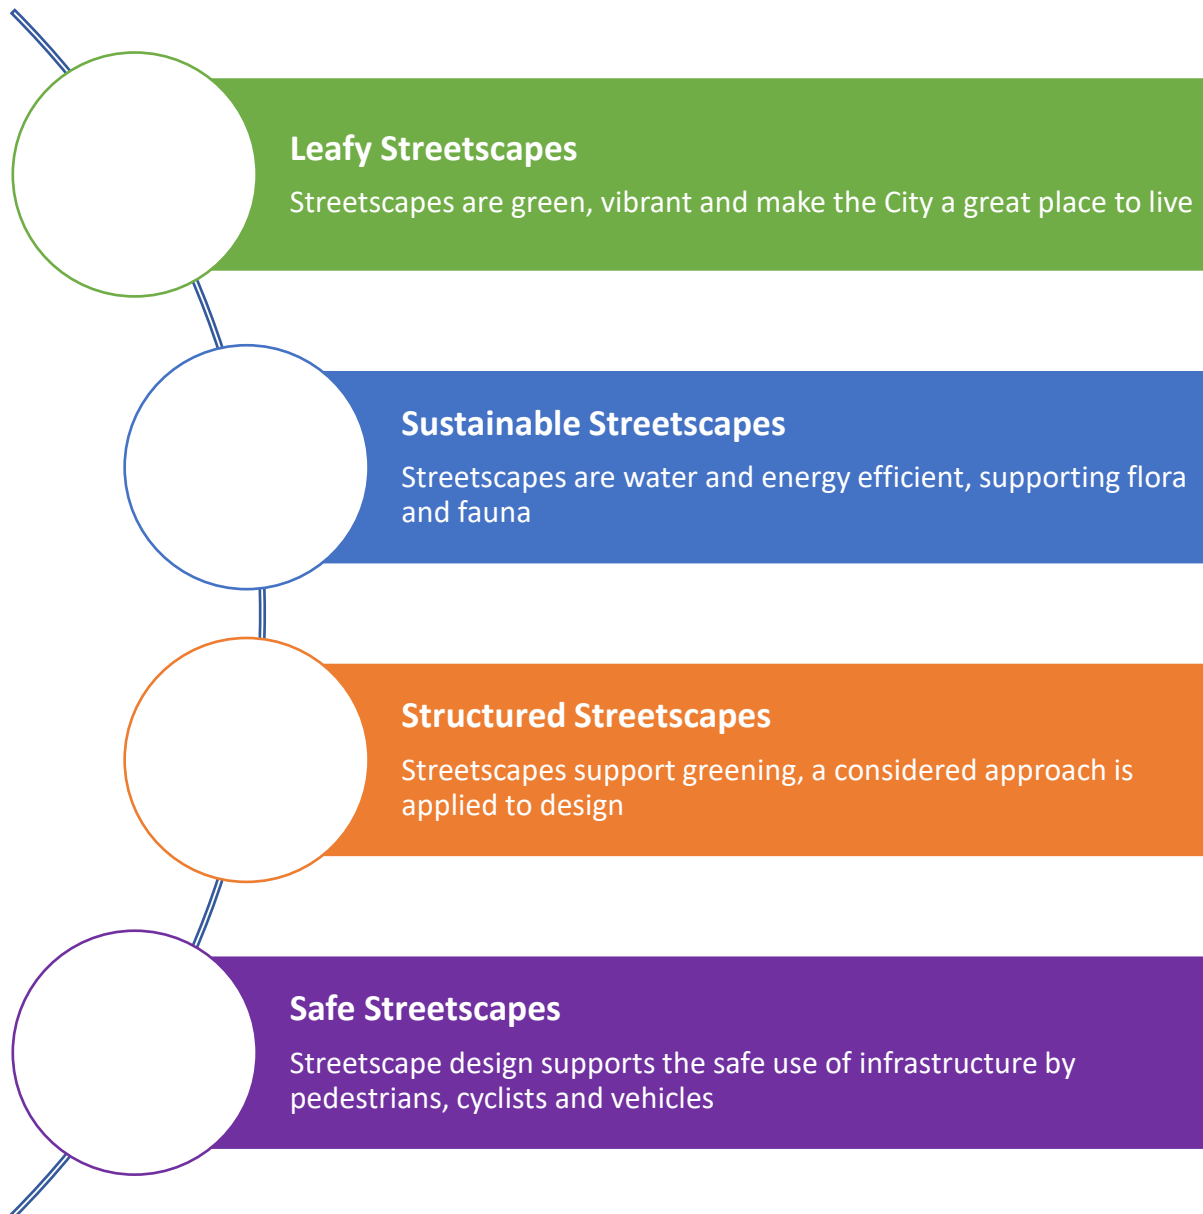 Leafy Streetscapes
Streetscapes are green, vibrant and make the City a great place to live
Sustainable Streetscapes
Streetscapes are water and energy efficient, supporting flora
and fauna
Structured Streetscapes
Streetscapes support greening, a considered approach is
applied to design
Safe Streetscapes
Streetscape design supports the safe use of infrastructure by
pedestrians, cyclists and vehicles